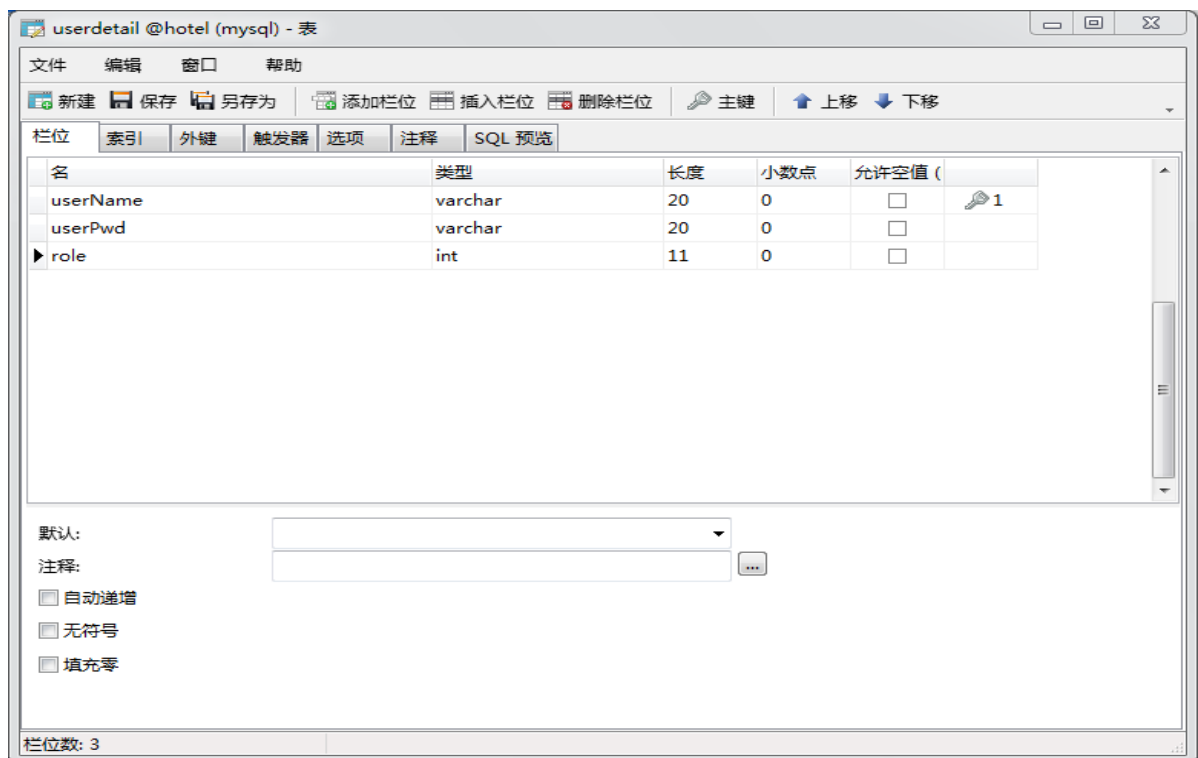 userdetail @hotel (mysql) - 表
文件 编辑 窗口 帮助
新建 保存 另存为 添加栏位 插入栏位 删除栏位 主键 上移 下移
栏位 索引 外键 触发器 选项 注释 SQL 预览
名 类型 长度 小数点 允许空值 (
userName varchar 20 0 1
userPwd varchar 20 0
role int 11 0
默认:
注释: ...
自动递增
无符号
填充零
栏位数: 3